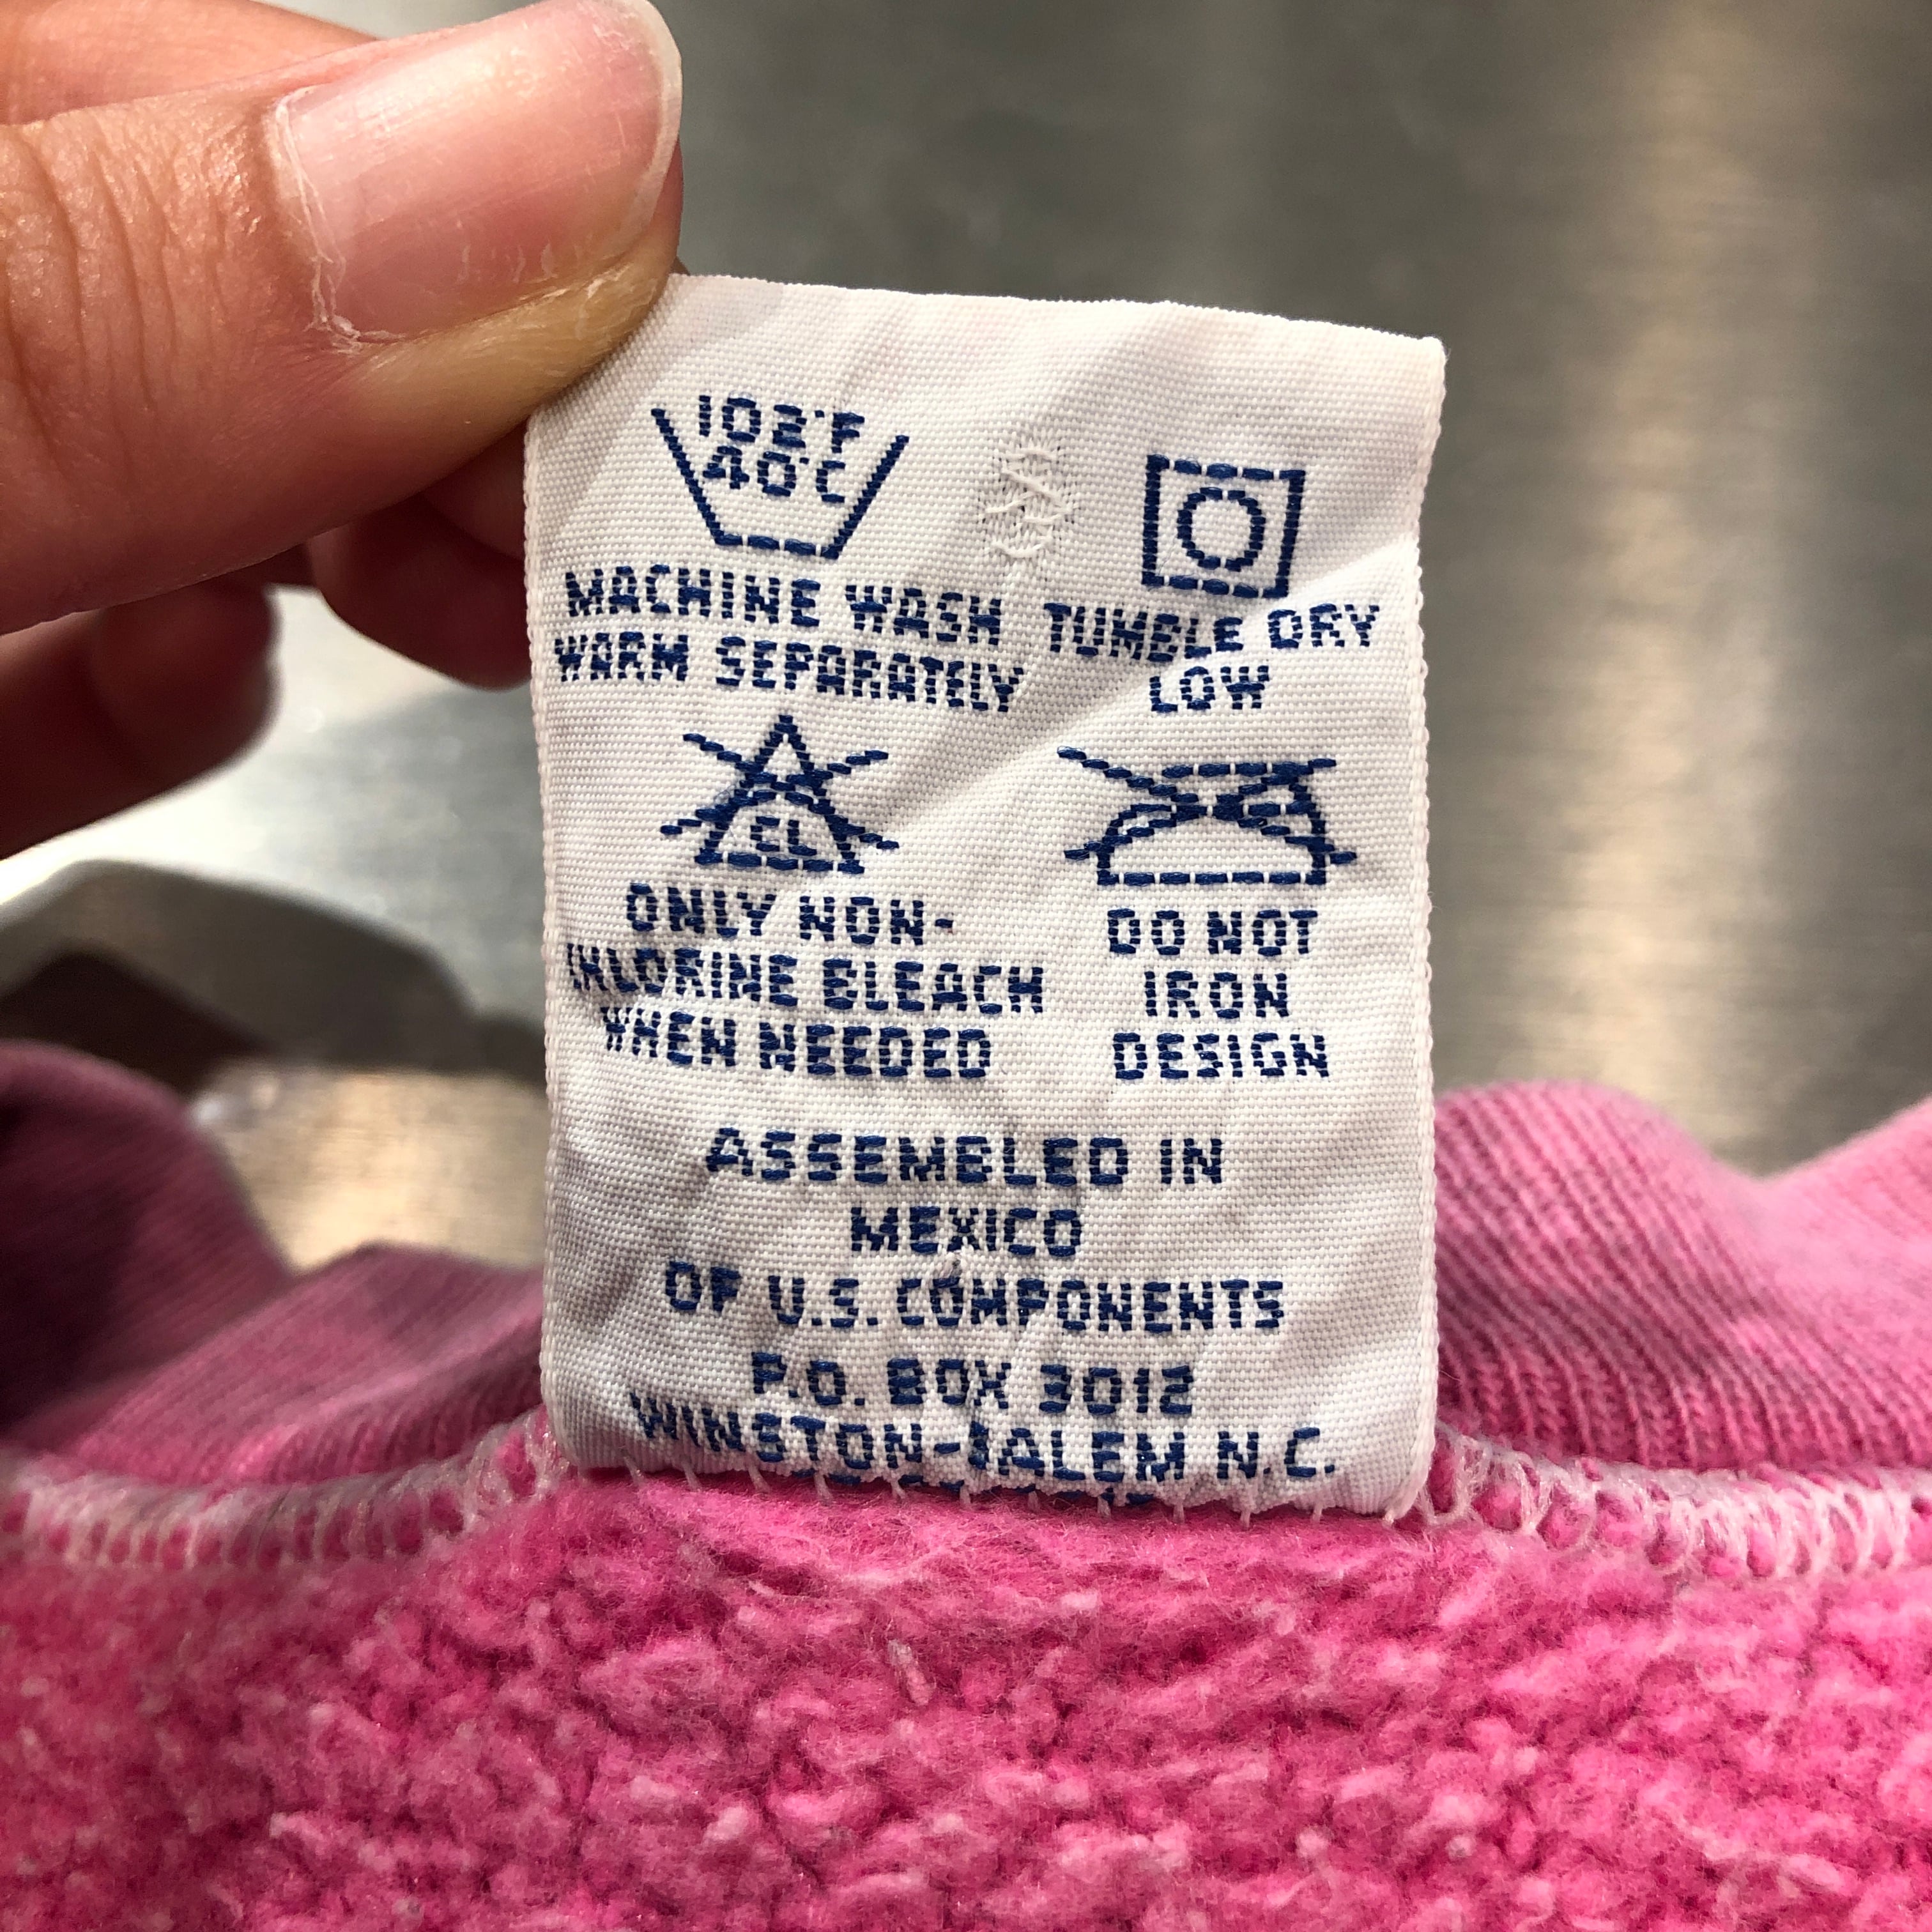 102°F
40°C
MACHINE WASH
WARM SEPARATELY
TUMBLE DRY
LOW
CL
ONLY NON-
CHLORINE BLEACH
WHEN NEEDED
DO NOT
IRON
DESIGN
ASSEMBLED IN
MEXICO
OF U.S. COMPONENTS
P.O. BOX 3012
WINSTON-SALEM N.C.